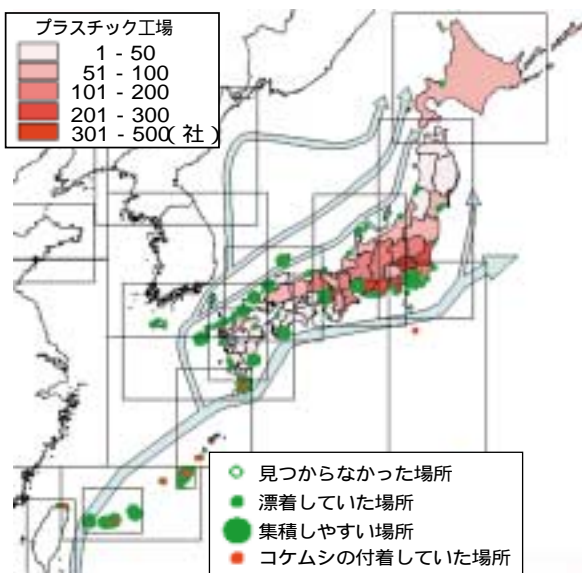 プラスチック工場
1 - 50
51 - 100
101 - 200
201 - 300
301 - 500(社)
見つからなかった場所
漂着していた場所
集積しやすい場所
コケムシの付着していた場所